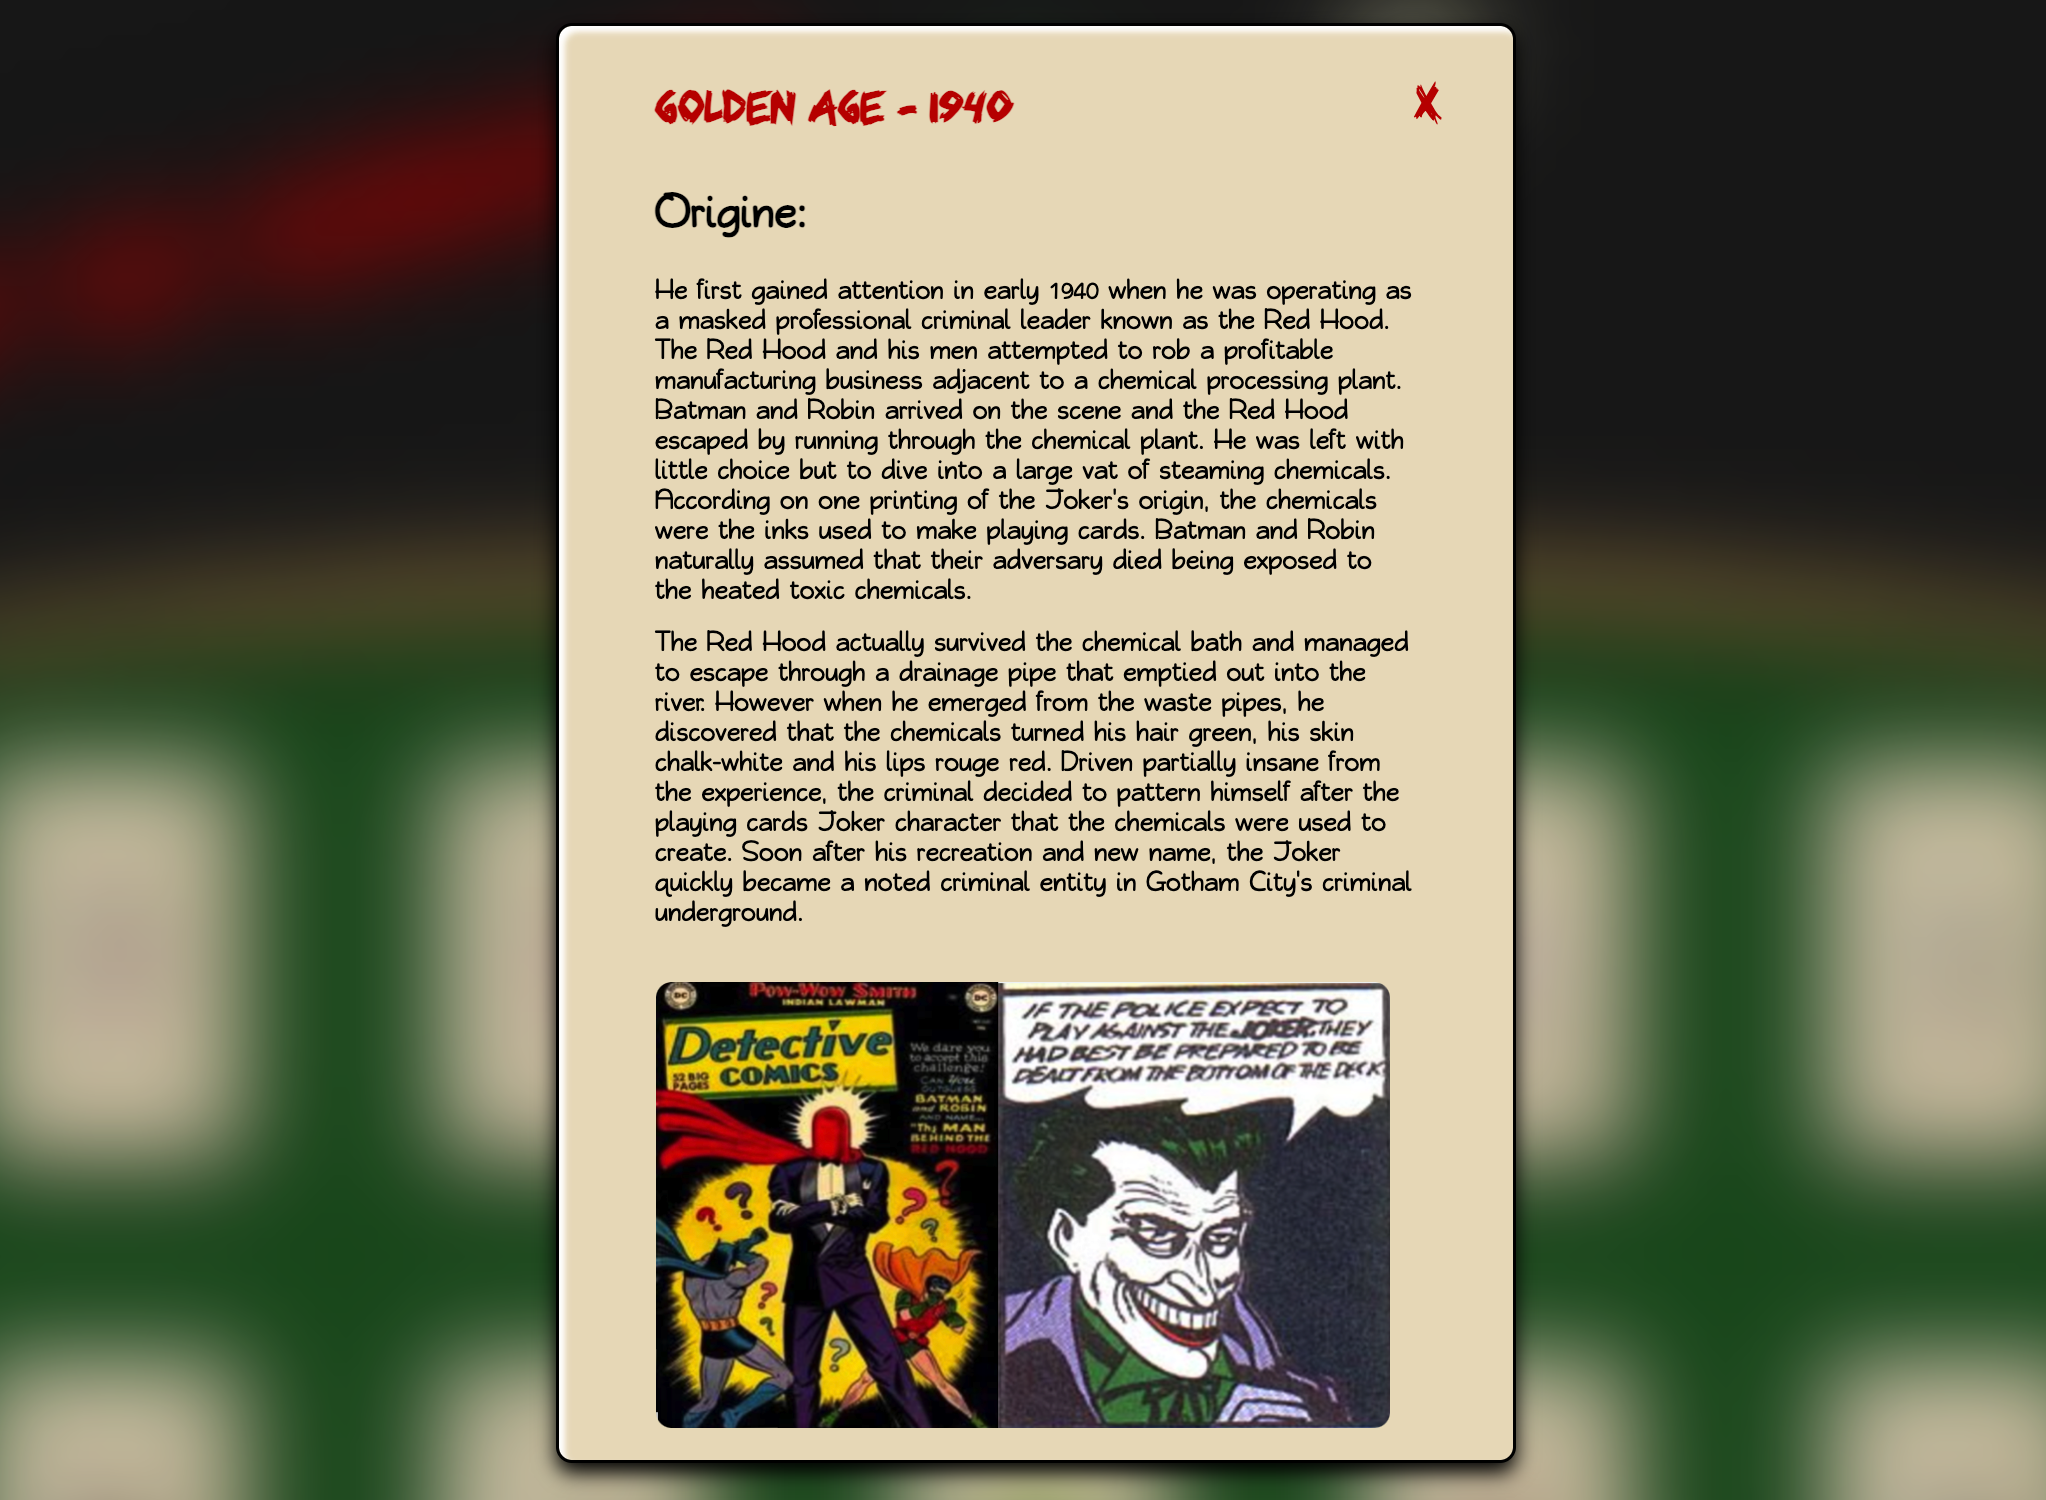 GOLDEN AGE - 1940
X
Origine:
He first gained attention in early 1940 when he was operating as
a masked professional criminal leader known as the Red Hood.
The Red Hood and his men attempted to rob a profitable
manufacturing business adjacent to a chemical processing plant.
Batman and Robin arrived on the scene and the Red Hood
escaped by running through the chemical plant. He was left with
little choice but to dive into a large vat of steaming chemicals.
According on one printing of the Joker's origin, the chemicals
were the inks used to make playing cards. Batman and Robin
naturally assumed that their adversary died being exposed to
the heated toxic chemicals.
The Red Hood actually survived the chemical bath and managed
to escape through a drainage pipe that emptied out into the
river. However when he emerged from the waste pipes, he
discovered that the chemicals turned his hair green, his skin
chalk-white and his lips rouge red. Driven partially insane from
the experience, the criminal decided to pattern himself after the
playing cards Joker character that the chemicals were used to
create. Soon after his recreation and new name, the Joker
quickly became a noted criminal entity in Gotham City's criminal
underground.
DC
POW-WOW SMITH
INDIAN LAWMAN
DC
Detective
COMICS
52 BIG
PAGES
We dare you
to accept this
challenge!
CAN YOU
OUTGUESS
BATMAN
and ROBIN
AND NAME...
"The MAN
BEHIND THE
RED HOOD
IF THE POLICE EXPECT TO
PLAY AGAINST THE JOKER, THEY
HAD BEST BE PREPARED TO BE
DEALT FROM THE BOTTOM OF THE DECK!